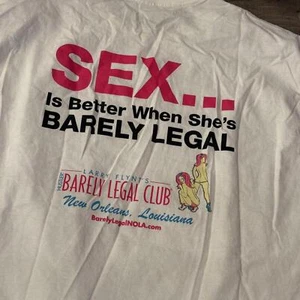 SEX...
Is Better When She's
BARELY LEGAL
LARRY FLYNT'S
BARELY LEGAL CLUB
New Orleans, Louisiana
BarelyLegalNOLA.com